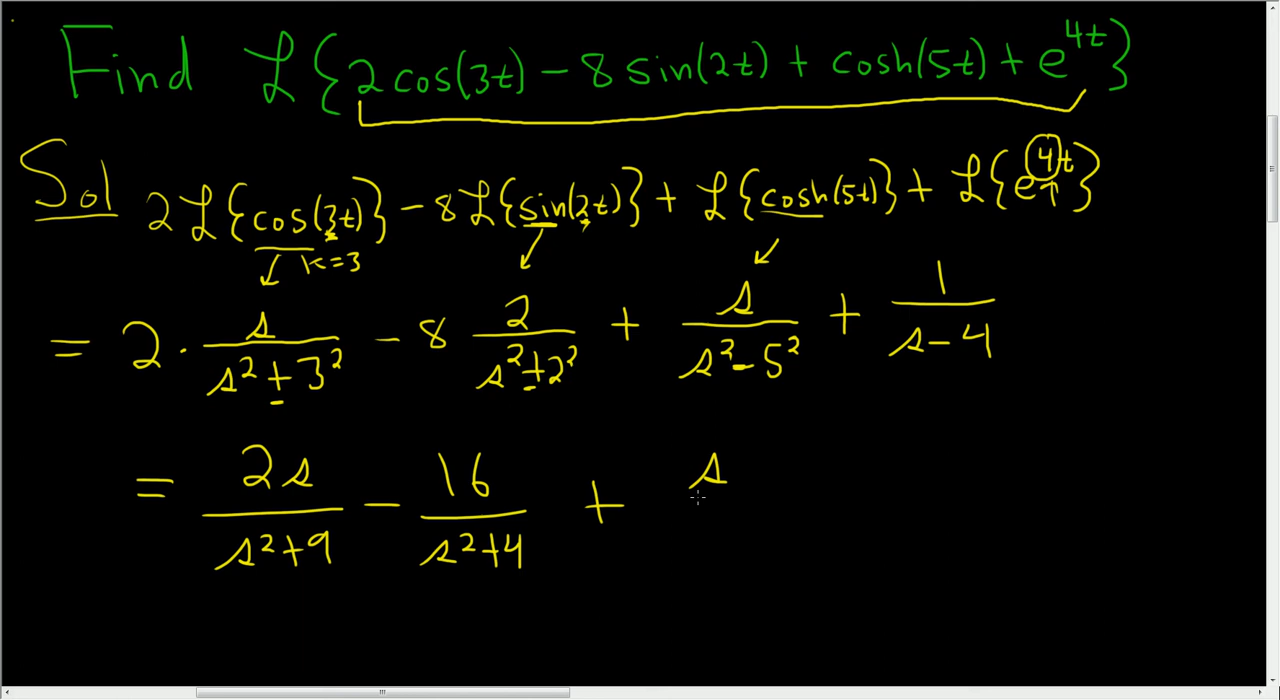 Find ℒ{2cos(3t) − 8sin(2t) + cosh(5t) + e^{4t}}
Sol 2ℒ{cos(3t)} − 8ℒ{sin(2t)} + ℒ{cosh(5t)} + ℒ{e^{4t}}
k=3
= 2 · s/(s²+3²) − 8 2/(s²+2²) + s/(s²−5²) + 1/(s−4)
= 2s/(s²+9) − 16/(s²+4) + s